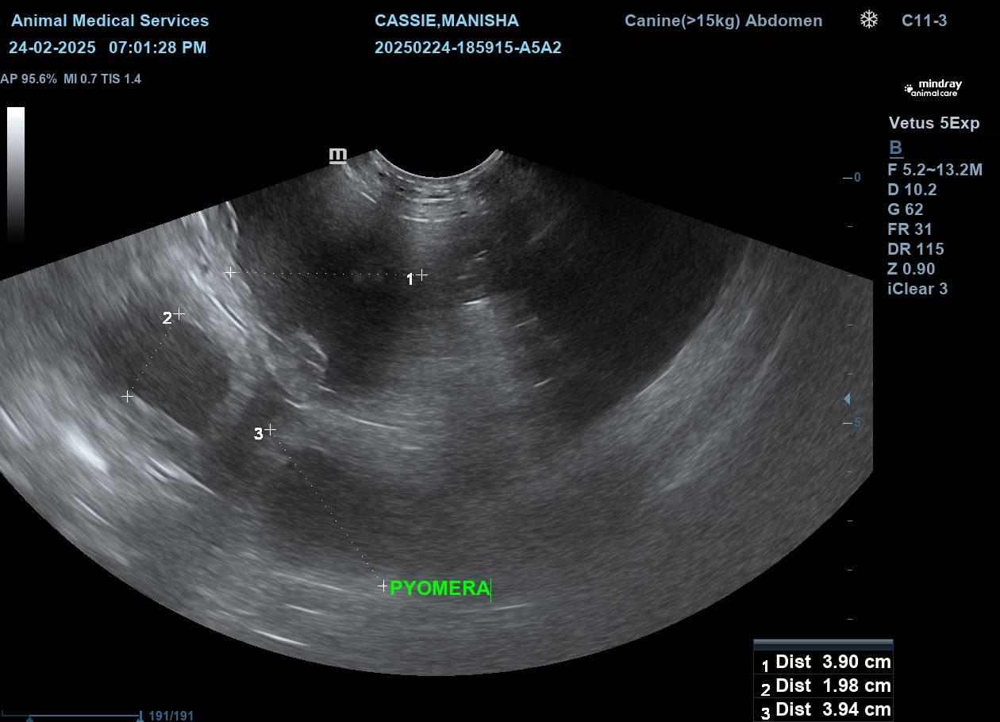 Animal Medical Services
CASSIE,MANISHA
Canine(>15kg) Abdomen
C11-3
24-02-2025 07:01:28 PM
20250224-185915-A5A2
AP 95.6% MI 0.7 TIS 1.4
mindray
animal care
Vetus 5Exp
m
B
F 5.2~13.2M
D 10.2
G 62
FR 31
DR 115
Z 0.90
iClear 3
0
1
2
5
3
PYOMERA
1 Dist 3.90 cm
2 Dist 1.98 cm
3 Dist 3.94 cm
191/191